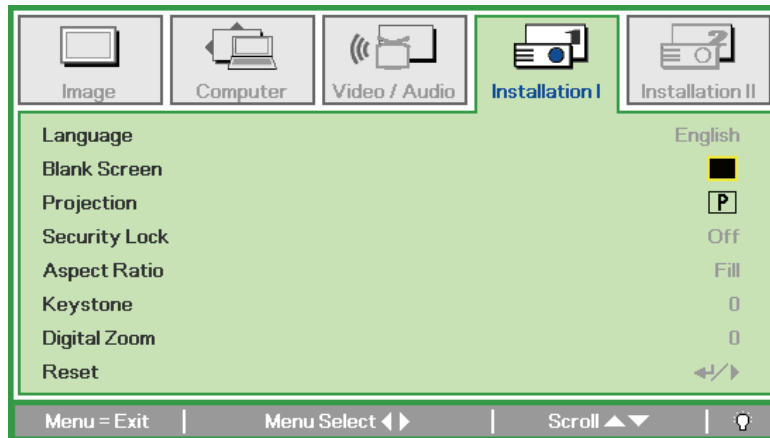 Image Computer Video / Audio Installation I Installation II
Language English
Blank Screen
Projection P
Security Lock Off
Aspect Ratio Fill
Keystone 0
Digital Zoom 0
Reset ↵/▶
Menu = Exit | Menu Select ◀▶ | Scroll ▲▼ |